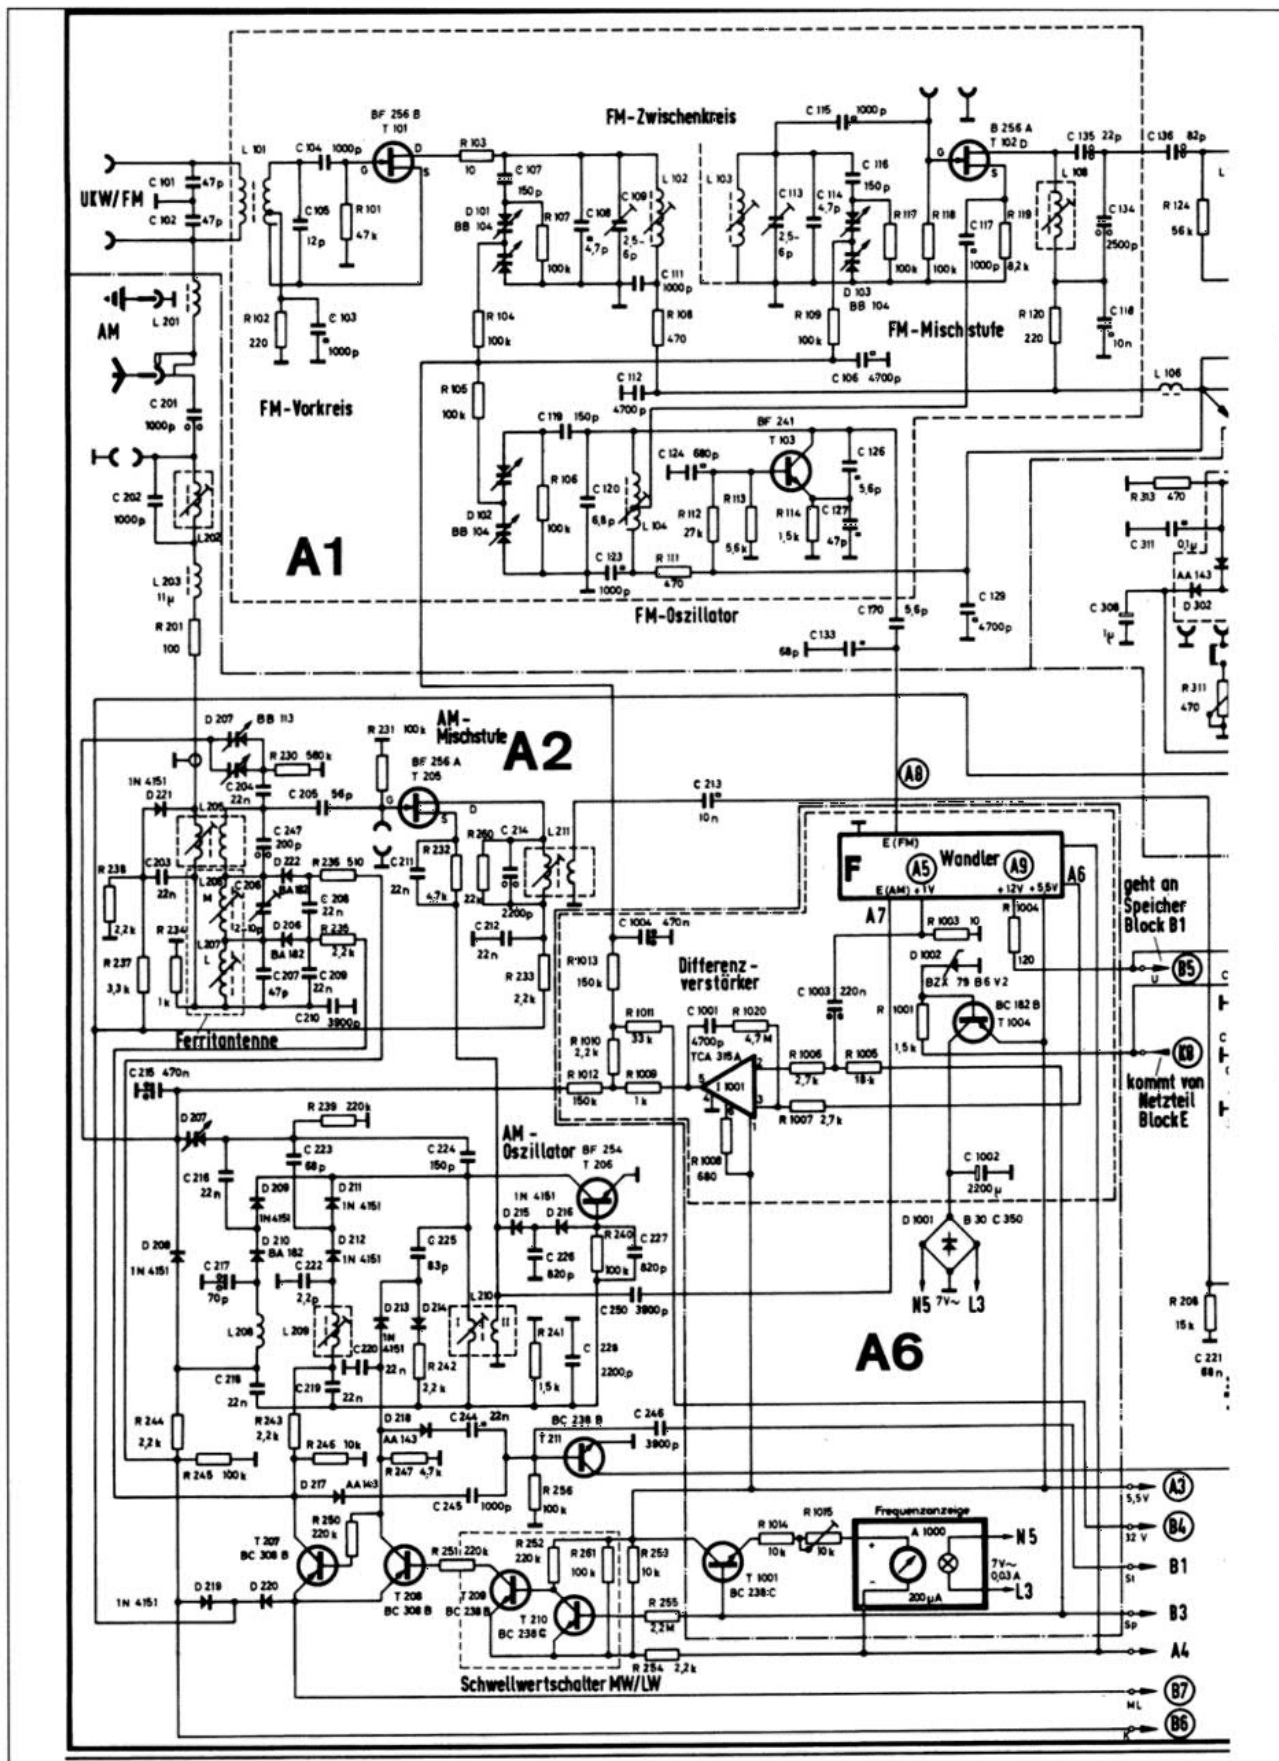 BF 256 B
T 101
D
G
S
L 101
C 104
1000p
R 103
10
FM-Zwischenkreis
C 115
1000p
B 256 A
T 102
D
G
S
C 135
22p
C 136
82p
UKW/FM
C 101
47p
C 102
47p
C 105
12p
R 101
47k
C 107
150p
D 101
BB 104
R 107
100k
C 108
4,7p
C 109
2,5-
6p
L 102
L 103
C 113
2,5-
6p
C 114
4,7p
C 116
150p
R 117
100k
R 118
100k
C 117
1000p
R 119
8,2k
L 108
C 134
2500p
R 124
56k
L
C 111
1000p
D 103
BB 104
L 201
AM
R 102
220
C 103
1000p
R 104
100k
R 108
470
R 109
100k
FM-Mischstufe
R 120
220
C 118
10n
C 201
1000p
FM-Vorkreis
R 105
100k
C 112
4700p
C 106
4700p
L 106
C 119
150p
BF 241
T 103
C 202
1000p
L 202
D 102
BB 104
R 106
100k
C 120
6,8p
L 104
C 124
680p
R 112
27k
R 113
5,6k
R 114
1,5k
C 126
5,6p
C 127
47p
R 313
470
C 311
0,1µ
A1
L 203
11µ
C 123
1000p
R 111
470
AA 143
D 302
R 201
100
FM-Oszillator
C 170
5,6p
C 129
4700p
C 308
1µ
C 133
68p
R 311
470
D 207
BB 113
R 230
560k
R 231
100k
AM-
Mischstufe
A2
BF 256 A
T 205
G
D
S
A8
1N 4151
D 221
C 204
22n
C 205
56p
C 213
10n
L 205
C 247
200p
C 211
22n
R 232
4,7k
R 260
22k
C 214
2200p
L 211
E (FM)
F
Wandler
A5
A9
A6
E(AM)
+1V
+12V
+5,5V
A7
geht an
Speicher
Block B1
R 238
2,2k
C 203
22n
D 222
BA 182
R 236
510
C 206
2-10p
M
C 208
22n
R 234
1k
L 207
L
D 206
BA 182
R 235
2,2k
C 212
22n
R 233
2,2k
C 1004
470n
R 1003
10
R 1004
120
R 237
3,3k
C 207
47p
C 209
22n
C 210
3900p
Ferritantenne
R 1013
150k
Differenz-
verstärker
C 1003
220n
D 1002
BZX 79 B6 V2
B5
U
R 1011
33k
C 1001
4700p
R 1020
4,7M
R 1001
1,5k
BC 182 B
T 1004
K8
R 1010
2,2k
TCA 315A
I 1001
5
4
6
2
3
1
R 1006
2,7k
R 1005
18k
C 215
470n
R 1012
150k
R 1009
1k
R 1007
2,7k
kommt von
Netzteil
Block E
D 207
R 239
220k
AM-
Oszillator
BF 254
T 206
R 1008
680
C 223
68p
C 224
150p
C 216
22n
D 209
1N4151
D 211
1N 4151
C 1002
2200µ
1N 4151
D 215
D 216
D 1001
B 30 C 350
D 208
1N 4151
D 210
BA 182
D 212
1N 4151
C 225
83p
C 226
820p
R 240
100k
C 227
820p
C 217
70p
C 222
2,2p
L 210
I
II
C 250
3900p
N5
7V~
L3
L 208
L 209
D 213
1N
4151
D 214
R 241
1,5k
C
228
2200p
A6
R 206
15k
C 221
68n
C 220
22n
R 242
2,2k
C 218
22n
C 219
22n
R 244
2,2k
R 243
2,2k
D 218
AA 143
C 244
22n
BC 238 B
T 211
C 246
3900p
R 245
100k
R 246
10k
R 247
4,7k
D 217
AA 143
C 245
1000p
R 256
100k
5,5V
A3
R 250
220k
T 207
BC 308 B
R 251
220k
R 252
220k
R 261
100k
R 253
10k
R 1014
10k
R 1015
10k
Frequenzanzeige
A 1000
+
-
200µA
N5
7V~
0,03 A
L3
12 V
B4
SI
B1
T 1001
BC 238:C
1N 4151
D 219
D 220
T 208
BC 308 B
T 209
BC 238 B
T 210
BC 238 C
R 255
2,2M
Sp
B3
R 254
2,2k
A4
Schwellwertschalter MW/LW
ML
B7
K
B6